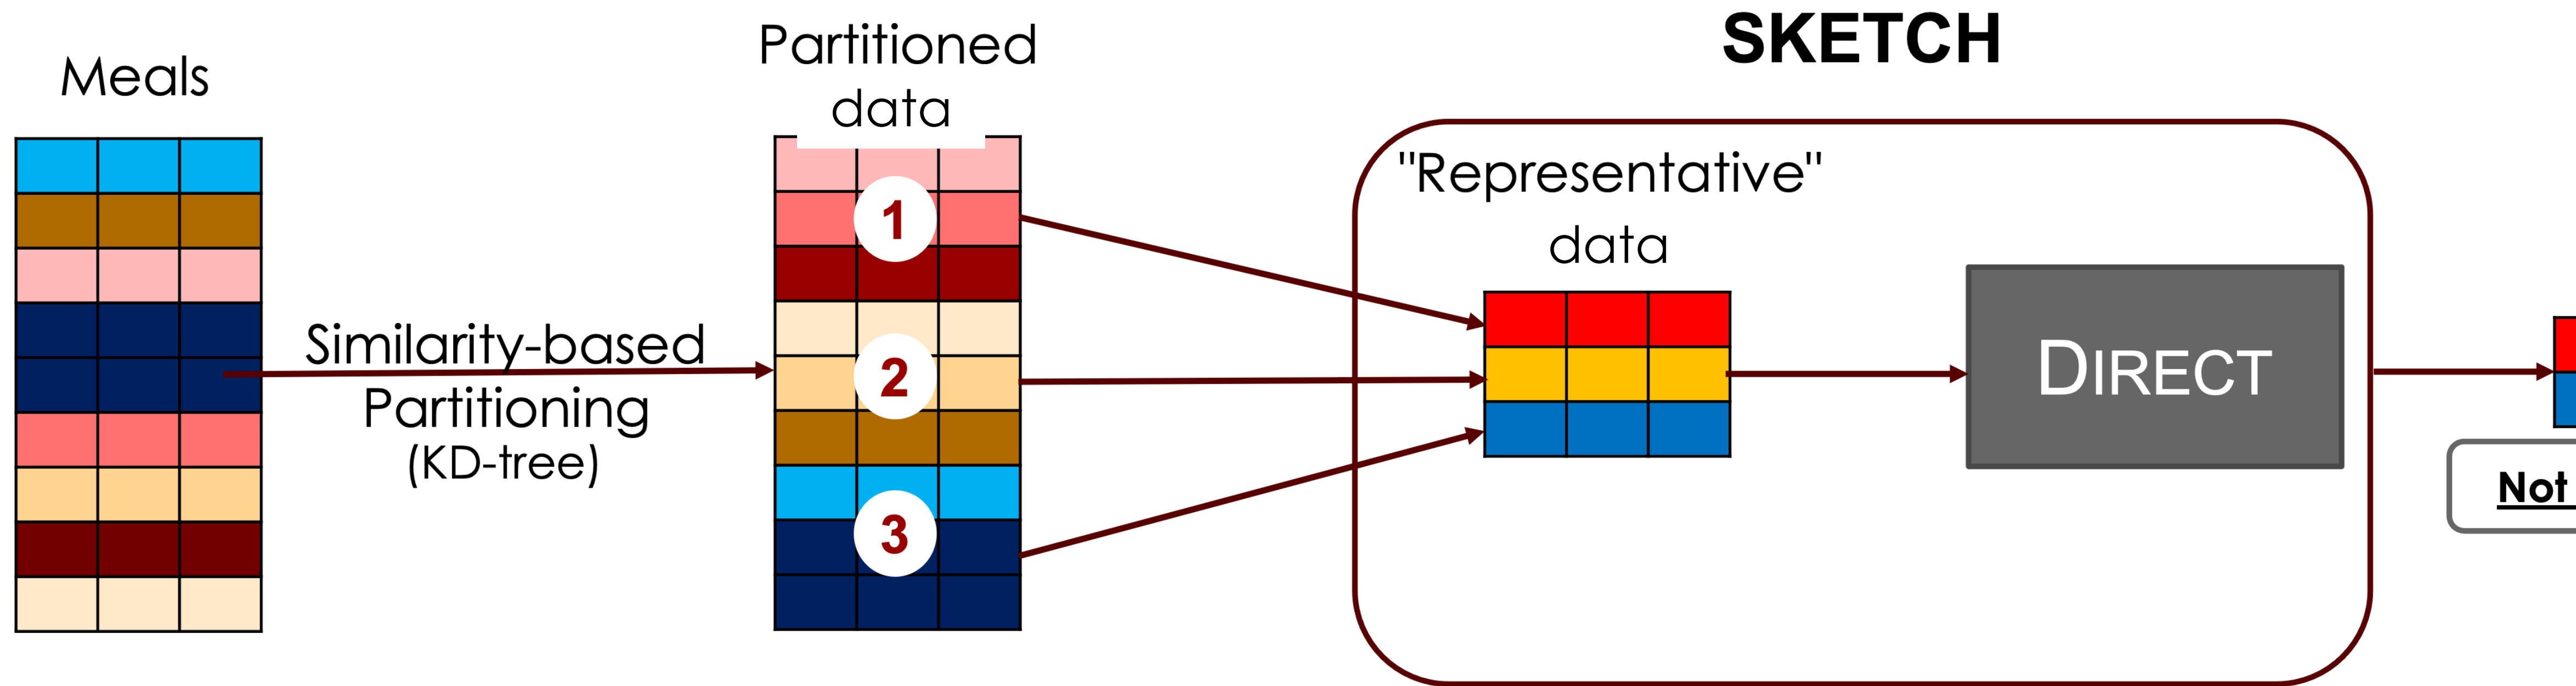 Meals
Similarity-based
Partitioning
(KD-tree)
Partitioned
data
1
2
3
SKETCH
"Representative"
data
DIRECT
Not